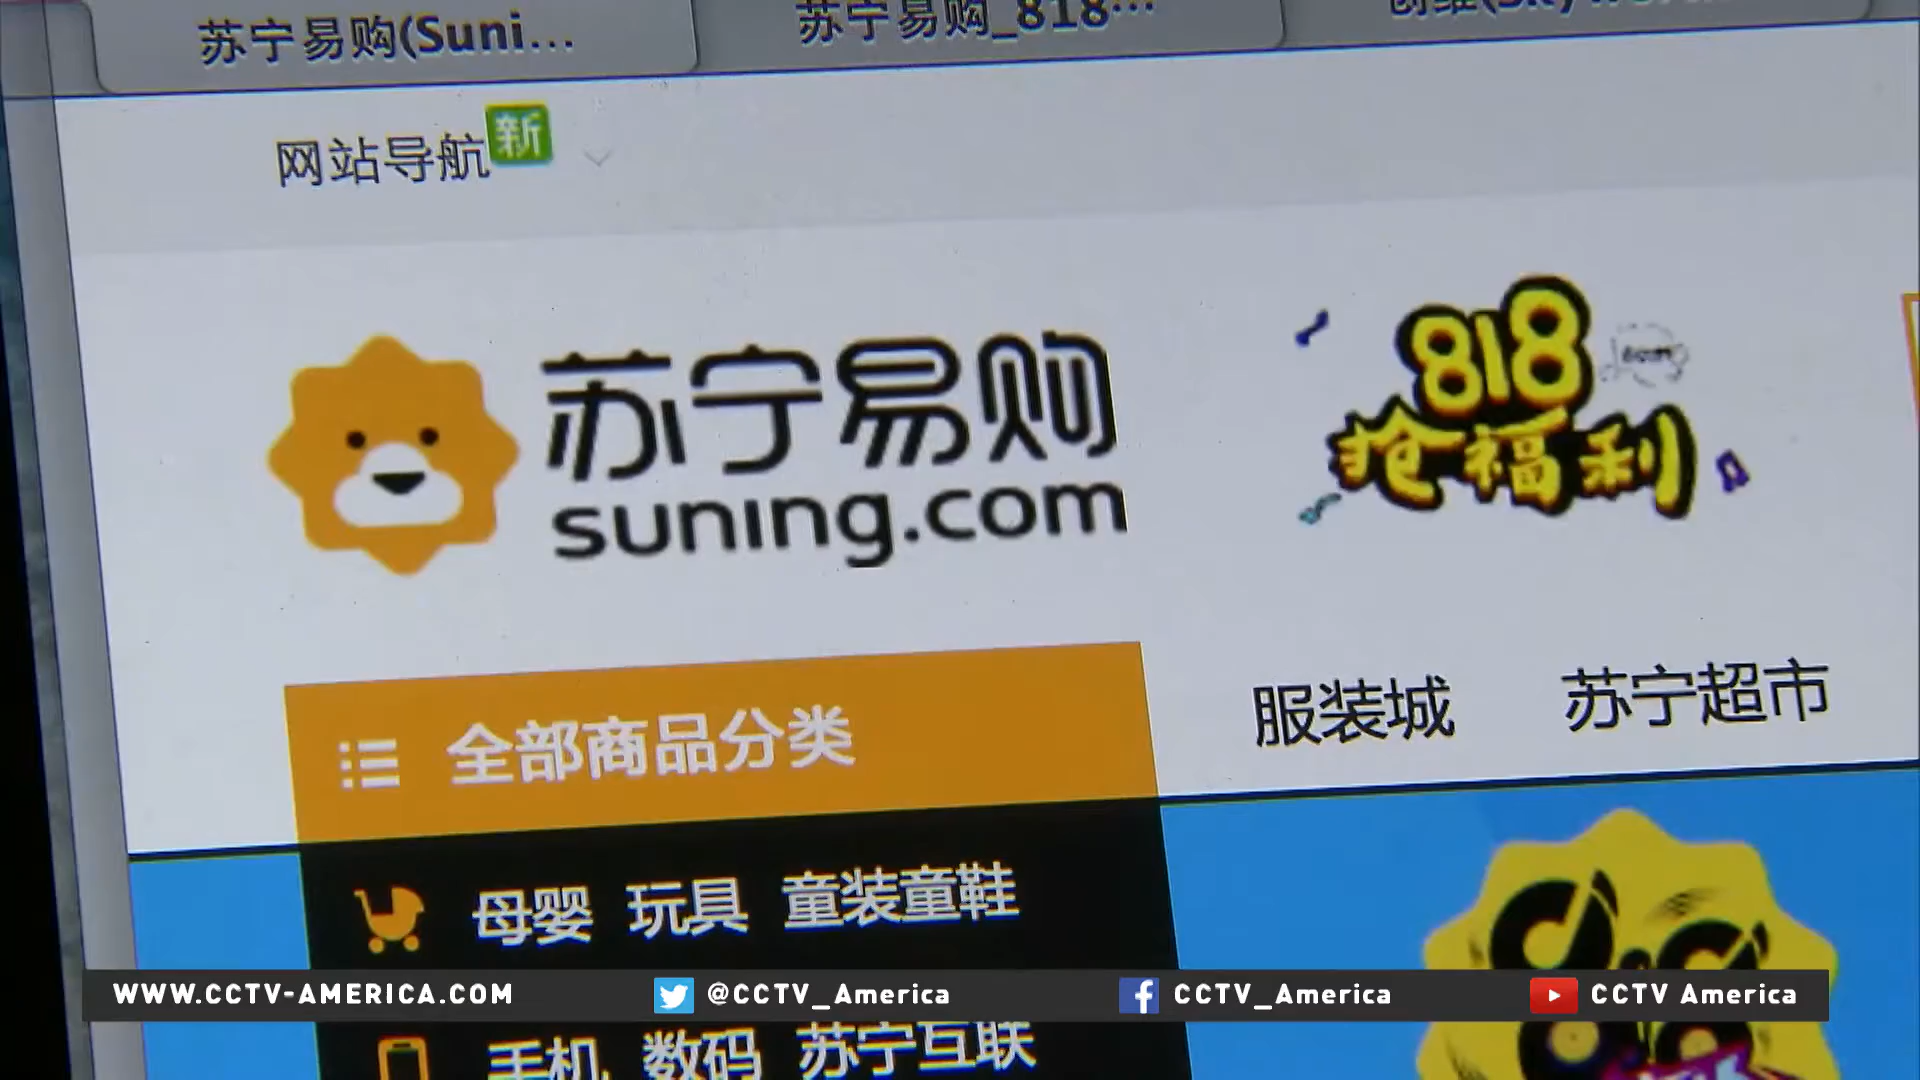 苏宁易购(Suni...
苏宁易购_818...
网站导航 新
苏宁易购
suning.com
818
抢福利
全部商品分类
服装城
苏宁超市
母婴 玩具 童装童鞋
WWW.CCTV-AMERICA.COM
@CCTV_America
CCTV_America
CCTV America
手机 数码 苏宁互联